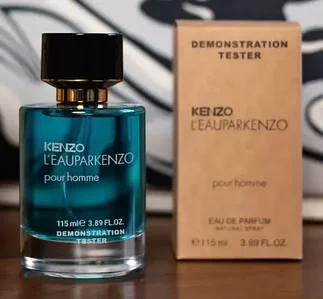 KENZO
L'EAUPARKENZO
pour homme
115 ml℮ 3.89 FL.OZ.
DEMONSTRATION
TESTER
DEMONSTRATION
TESTER
KENZO
L'EAUPARKENZO
pour homme
EAU DE PARFUM
NATURAL SPRAY
℮ 115 ml 3.89 FL.OZ.